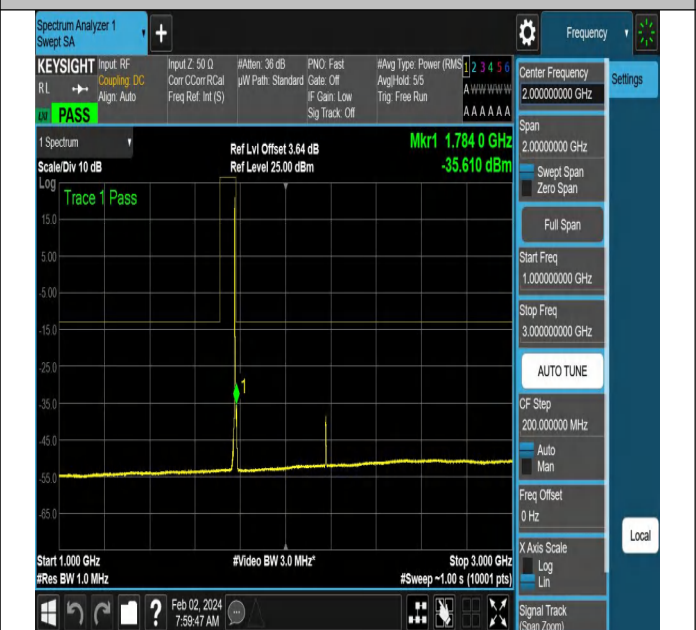 Spectrum Analyzer 1
Swept SA
+
Frequency
KEYSIGHT
RL
Input: RF
Coupling: DC
Align: Auto
Input Z: 50 Ω
Corr CCorr RCal
Freq Ref: Int (S)
#Atten: 36 dB
µW Path: Standard
PNO: Fast
Gate: Off
IF Gain: Low
Sig Track: Off
#Avg Type: Power (RMS
Avg|Hold: 5/5
Trig: Free Run
1 2 3 4 5 6
A W W W W W
A A A A A A
PASS
1 Spectrum
Scale/Div 10 dB
Log
Ref Lvl Offset 3.64 dB
Ref Level 25.00 dBm
Mkr1 1.784 0 GHz
-35.610 dBm
Trace 1 Pass
15.0
5.00
-5.00
-15.0
-25.0
-35.0
-45.0
-55.0
-65.0
1
Start 1.000 GHz
#Res BW 1.0 MHz
#Video BW 3.0 MHz*
Stop 3.000 GHz
#Sweep ~1.00 s (10001 pts)
Feb 02, 2024
7:59:47 AM
Center Frequency
2.000000000 GHz
Settings
Span
2.00000000 GHz
Swept Span
Zero Span
Full Span
Start Freq
1.000000000 GHz
Stop Freq
3.000000000 GHz
AUTO TUNE
CF Step
200.000000 MHz
Auto
Man
Freq Offset
0 Hz
X Axis Scale
Log
Lin
Local
Signal Track
(Span Zoom)